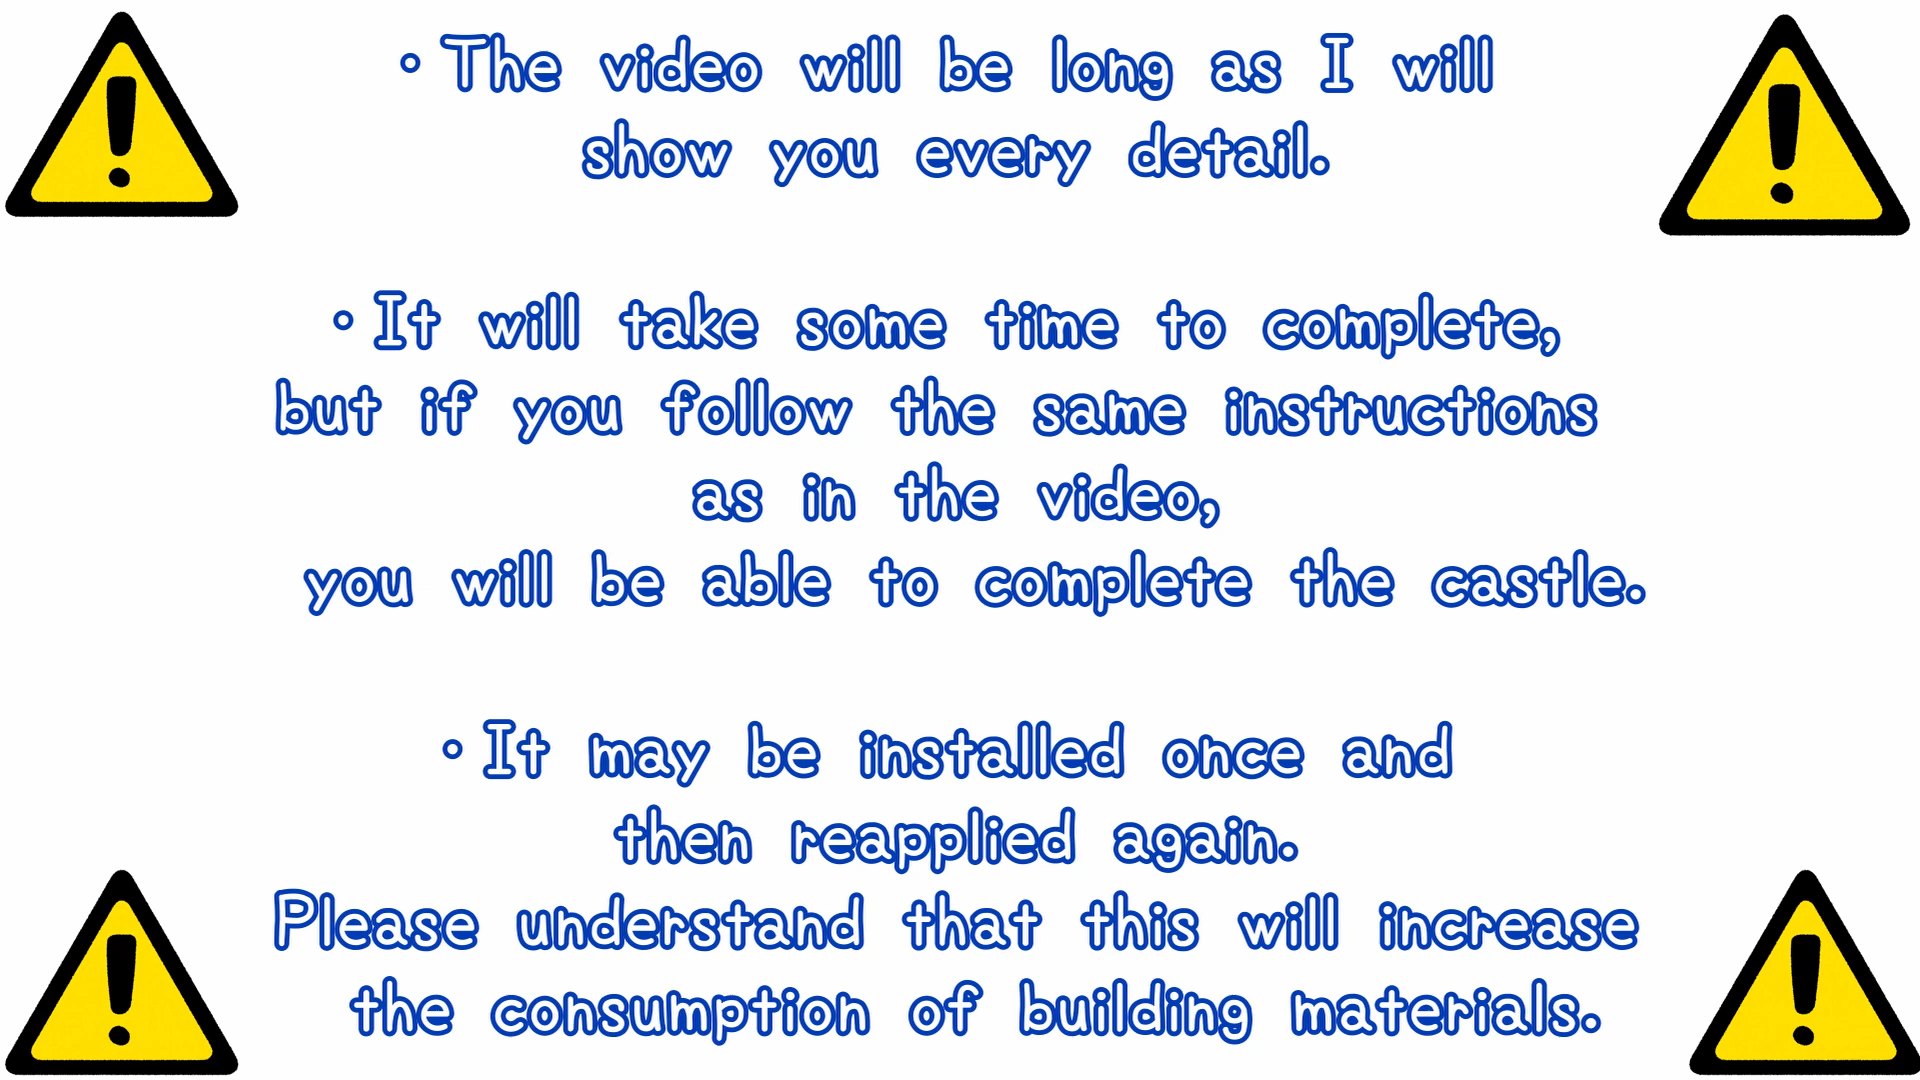 ・The video will be long as I will
show you every detail.
・It will take some time to complete,
but if you follow the same instructions
as in the video,
you will be able to complete the castle.
・It may be installed once and
then reapplied again.
Please understand that this will increase
the consumption of building materials.